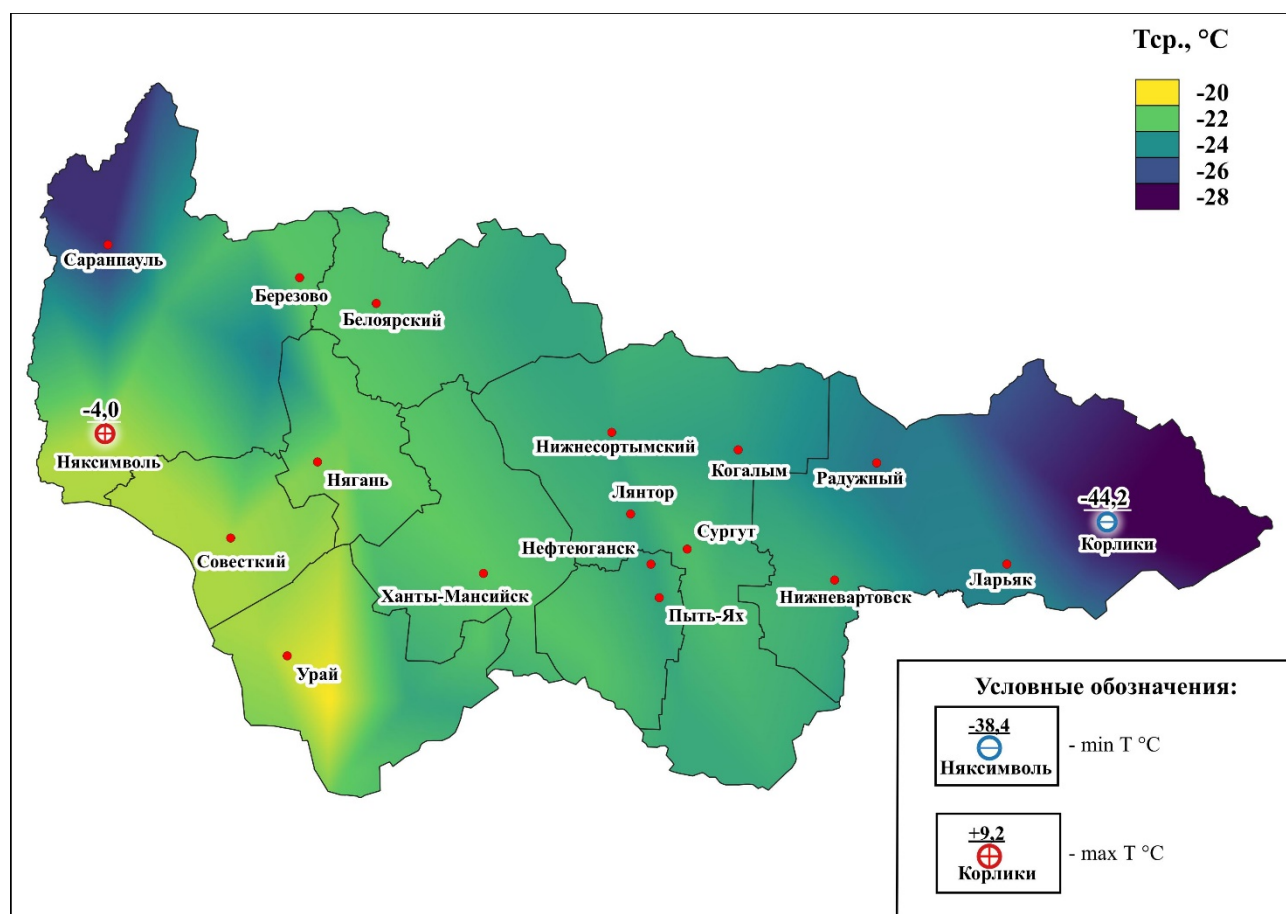 Тср., °C
-20
-22
-24
-26
-28
Саранпауль
Березово
Белоярский
-4,0
Няксимволь
Нягань
Нижнесортымский
Когалым
Радужный
-44,2
Корлики
Лянтор
Сургут
Нефтеюганск
Совесткий
Ханты-Мансийск
Пыть-Ях
Нижневартовск
Ларьяк
Урай
Условные обозначения:
-38,4
Няксимволь
- min T °C
+9,2
Корлики
- max T °C